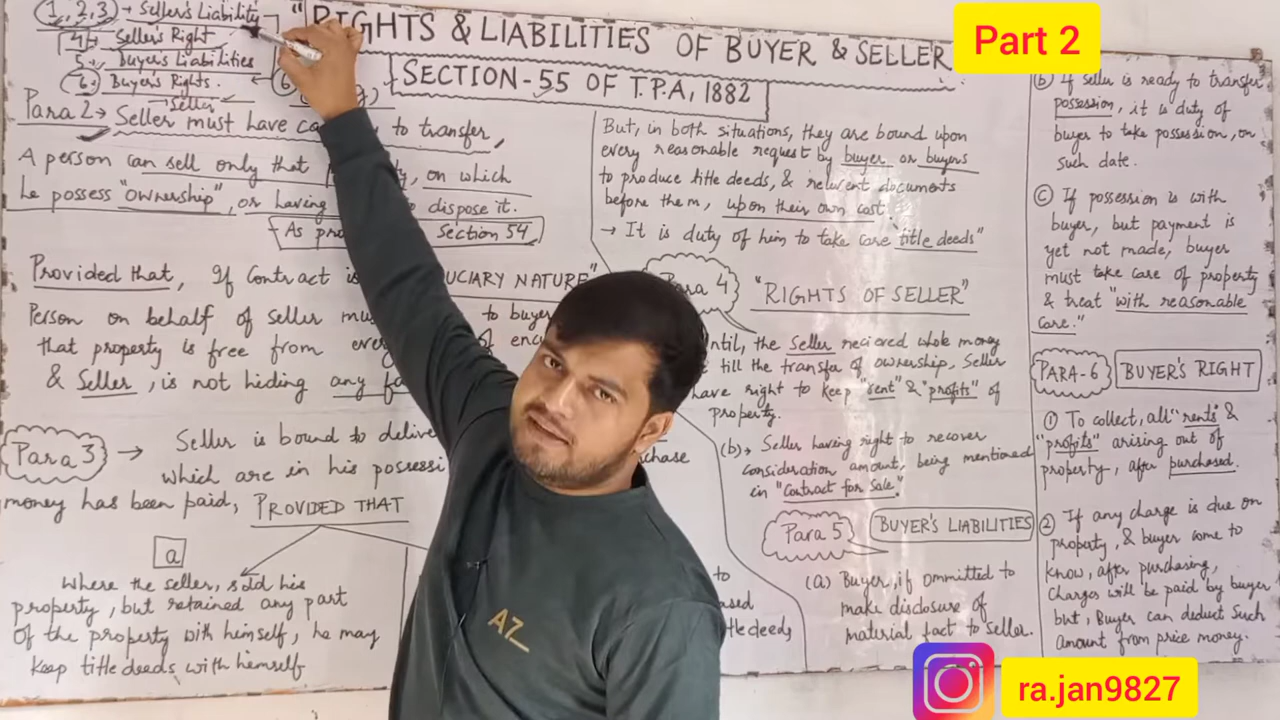 (1, 2, 3) → Seller's Liability
4 → Seller's Right
5 → Buyer's Liabilities
6 → Buyer's Rights.
Seller
"RIGHTS & LIABILITIES OF BUYER & SELLER
SECTION-55 OF T.P.A, 1882
Part 2
Para 2 → Seller must have to transfer
A person can sell only that on which
he possess "ownership", or having to dispose it.
As Section 54
Provided that, If Contract is NATURE"
Person on behalf of Seller to buyer
that property is free from of
& Seller, is not hiding any
Para 3 → Seller is bound to
which are in his
money has been paid, PROVIDED THAT
a
Where the seller, sold his
property, but retained any part
of the property with himself, he may
Keep title deeds with hemself
to
But, in both situations, they are bound upon
every reasonable request by buyer or buyers
to produce title deeds, & relevent documents
before them, upon their own cost.
→ It is duty of him to take care title deeds"
Para 4
"RIGHTS OF SELLER"
the Seller recieved whole money
till the transfer of ownership, Seller
have right to keep "rent" & "profits" of
property.
(b) → Seller having right to recover
consideration amount, being mentioned
in "Contract for Sale."
Para 5
BUYER'S LIABILITIES
(a) Buyer, if ommitted to
make disclosure of
material fact to Seller.
(b) If seller is ready to transfer
possession, it is duty of
buyer to take possession, on
such date.
(c) If possession is with
buyer, but payment is
yet not made, buyer
must take care of property
& treat "with reasonable
care."
PARA-6
BUYER'S RIGHT
① To collect, all "rents" &
"profits" arising out of
property, after purchased.
② If any charge is due on
property, & buyer come to
know, after purchasing,
Charges will be paid by buyer
but, Buyer can deduct such
amount from price money.
A7
ra.jan9827